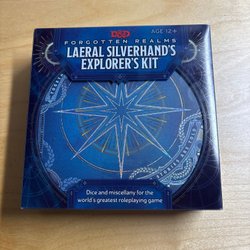 D&D
AGE 12+
FORGOTTEN REALMS
LAERAL SILVERHAND'S
EXPLORER'S KIT
Dice and miscellany for the
world's greatest roleplaying game